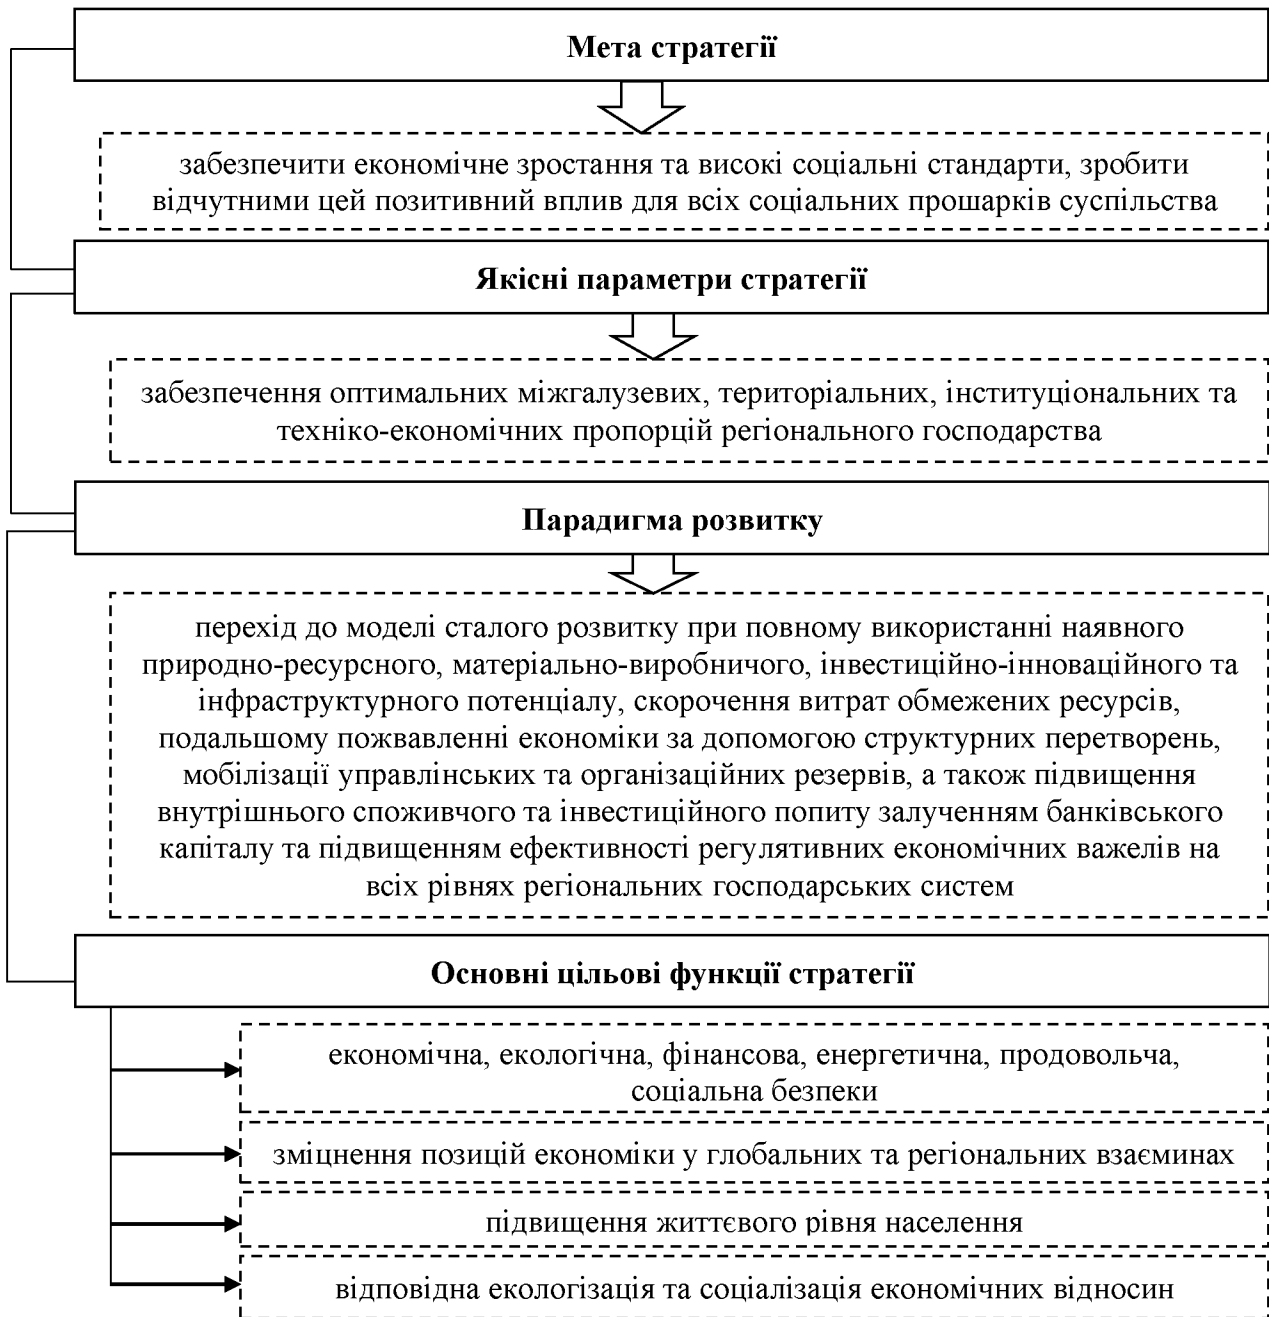 Мета стратегії
забезпечити економічне зростання та високі соціальні стандарти, зробити
відчутними цей позитивний вплив для всіх соціальних прошарків суспільства
Якісні параметри стратегії
забезпечення оптимальних міжгалузевих, територіальних, інституціональних та
техніко-економічних пропорцій регіонального господарства
Парадигма розвитку
перехід до моделі сталого розвитку при повному використанні наявного
природно-ресурсного, матеріально-виробничого, інвестиційно-інноваційного та
інфраструктурного потенціалу, скорочення витрат обмежених ресурсів,
подальшому пожвавленні економіки за допомогою структурних перетворень,
мобілізації управлінських та організаційних резервів, а також підвищення
внутрішнього споживчого та інвестиційного попиту залученням банківського
капіталу та підвищенням ефективності регулятивних економічних важелів на
всіх рівнях регіональних господарських систем
Основні цільові функції стратегії
економічна, екологічна, фінансова, енергетична, продовольча,
соціальна безпеки
зміцнення позицій економіки у глобальних та регіональних взаєминах
підвищення життєвого рівня населення
відповідна екологізація та соціалізація економічних відносин